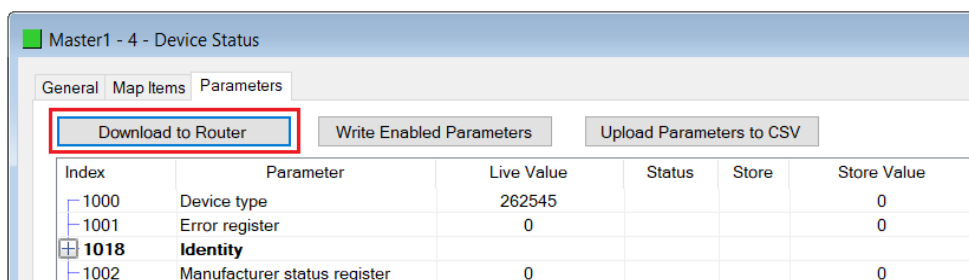 Master1 - 4 - Device Status
General Map Items Parameters
Download to Router Write Enabled Parameters Upload Parameters to CSV
Index Parameter Live Value Status Store Store Value
1000 Device type 262545 0
1001 Error register 0 0
1018 Identity
1002 Manufacturer status register 0 0